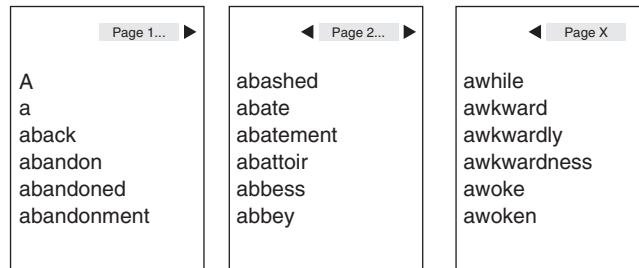 Page 1...
A
a
aback
abandon
abandoned
abandonment
Page 2...
abashed
abate
abatement
abattoir
abbess
abbey
Page X
awhile
awkward
awkwardly
awkwardness
awoke
awoken